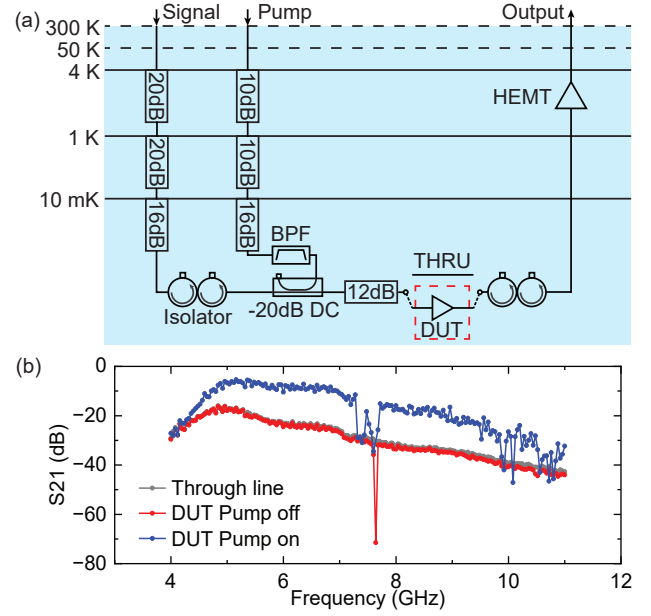 (a)
Signal Pump Output
300 K
50 K
4 K
20dB 10dB HEMT
1 K
20dB 10dB
10 mK
16dB 16dB BPF
THRU
12dB
Isolator -20dB DC DUT
(b)
S21 (dB)
0
−20
−40
−60
−80
Through line
DUT Pump off
DUT Pump on
2 4 6 8 10 12
Frequency (GHz)